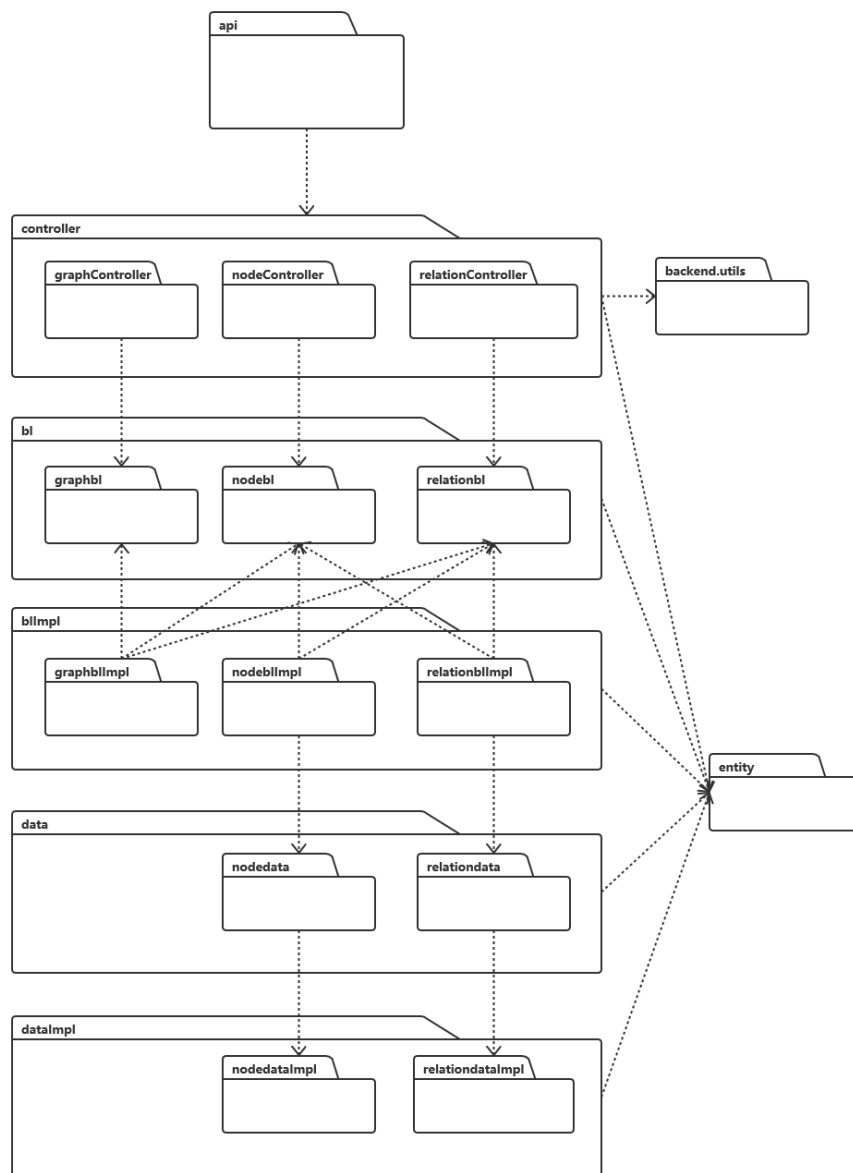 api
controller
graphController
nodeController
relationController
backend.utils
bl
graphbl
nodebl
relationbl
blImpl
graphblImpl
nodeblImpl
relationblImpl
entity
data
nodedata
relationdata
dataImpl
nodedataImpl
relationdataImpl